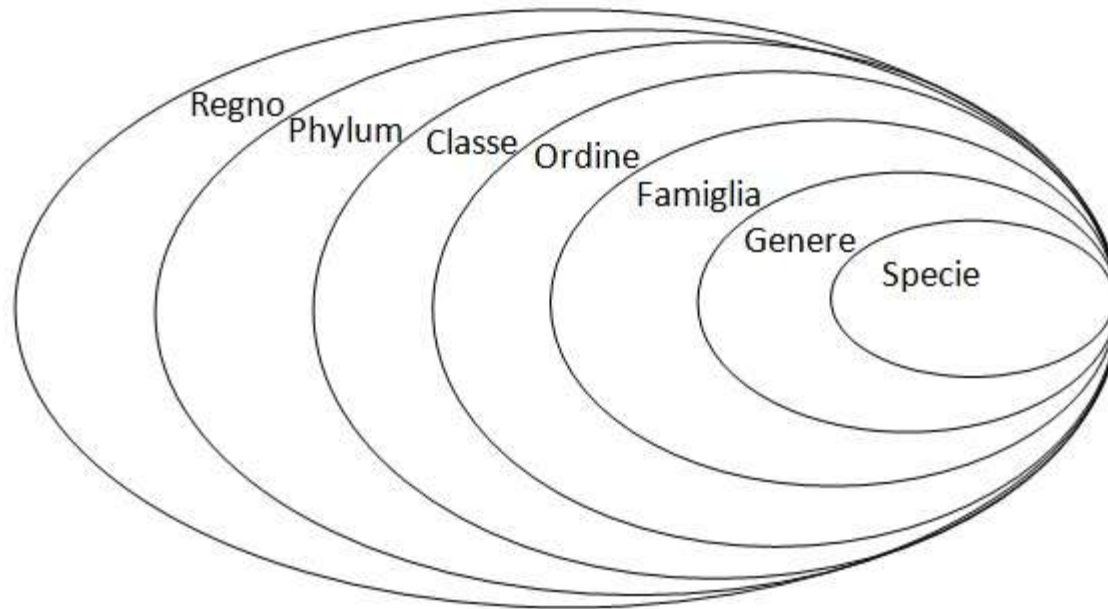 Regno
Phylum
Classe
Ordine
Famiglia
Genere
Specie